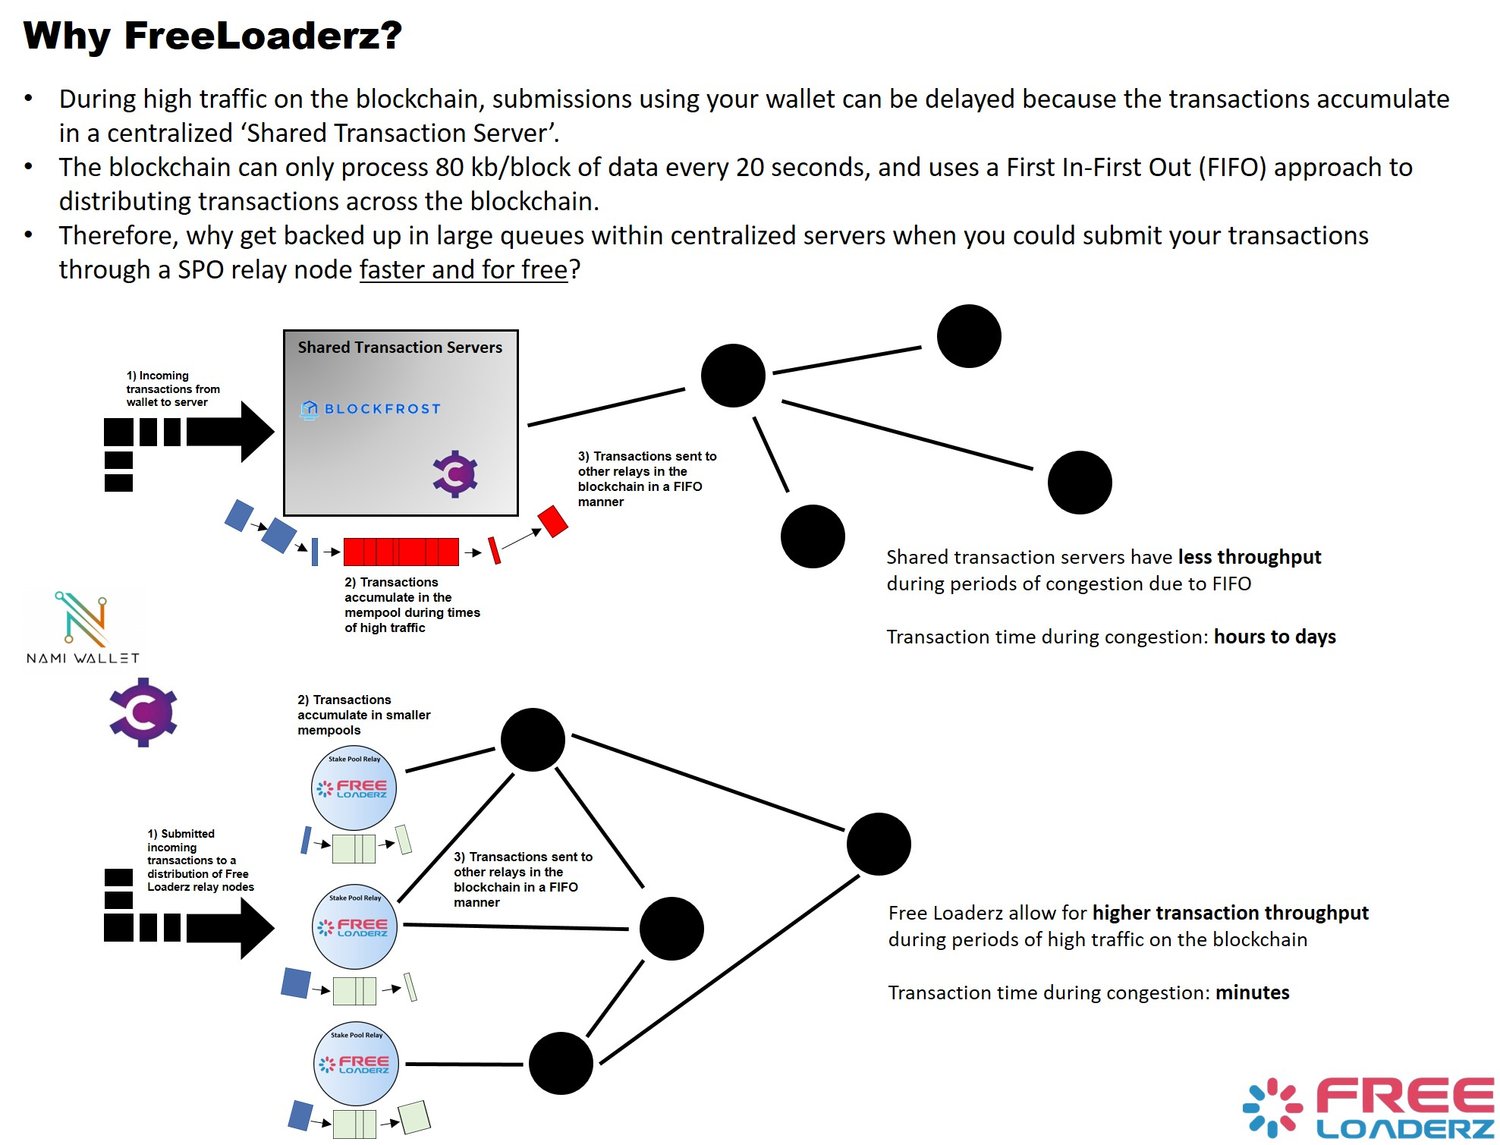 Why FreeLoaderz?
• During high traffic on the blockchain, submissions using your wallet can be delayed because the transactions accumulate
in a centralized ‘Shared Transaction Server’.
• The blockchain can only process 80 kb/block of data every 20 seconds, and uses a First In-First Out (FIFO) approach to
distributing transactions across the blockchain.
• Therefore, why get backed up in large queues within centralized servers when you could submit your transactions
through a SPO relay node faster and for free?
Shared Transaction Servers
BLOCKFROST
C
1) Incoming
transactions from
wallet to server
3) Transactions sent to
other relays in the
blockchain in a FIFO
manner
2) Transactions
accumulate in the
mempool during times
of high traffic
Shared transaction servers have less throughput
during periods of congestion due to FIFO
Transaction time during congestion: hours to days
NAMI WALLET
C
2) Transactions
accumulate in smaller
mempools
Stake Pool Relay
FREE
LOADERZ
1) Submitted
incoming
transactions to a
distribution of Free
Loaderz relay nodes
3) Transactions sent to
other relays in the
blockchain in a FIFO
manner
Stake Pool Relay
FREE
LOADERZ
Stake Pool Relay
FREE
LOADERZ
Free Loaderz allow for higher transaction throughput
during periods of high traffic on the blockchain
Transaction time during congestion: minutes
FREE
LOADERZ